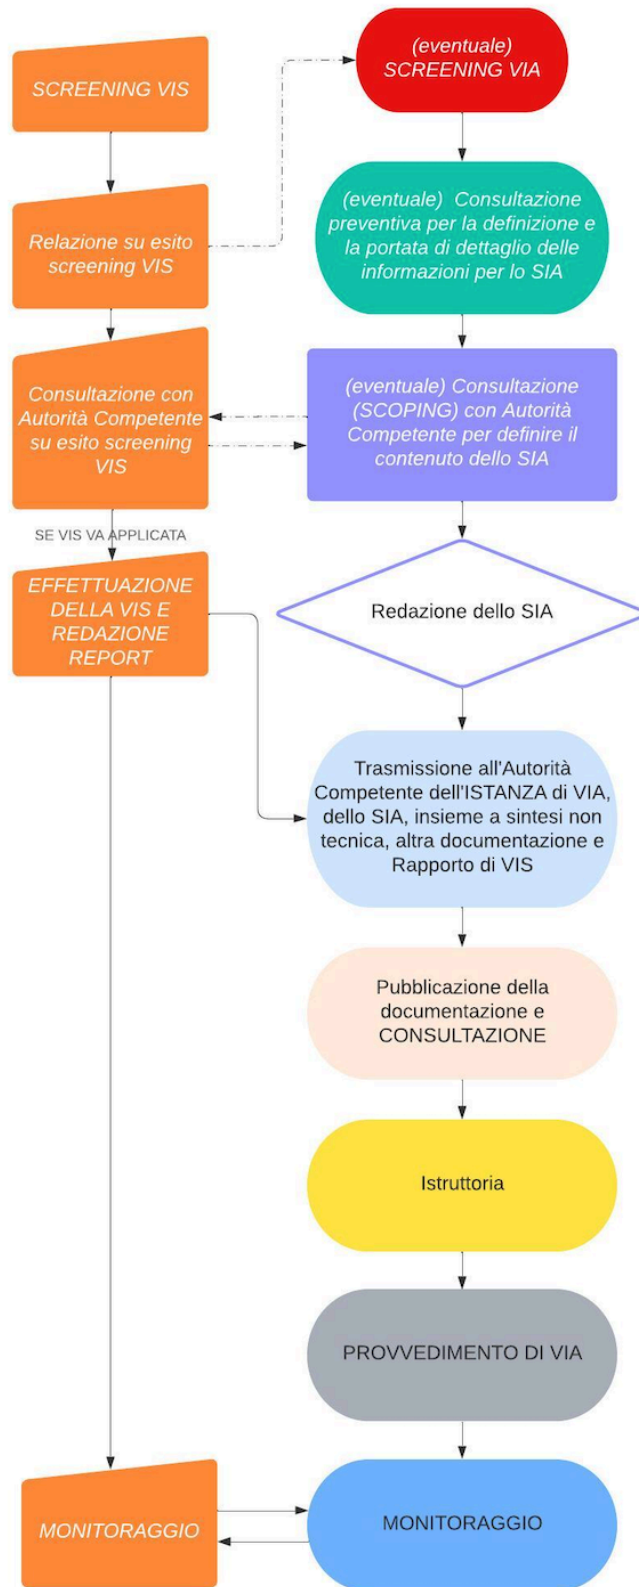 SCREENING VIS
(eventuale)
SCREENING VIA
Relazione su esito
screening VIS
(eventuale)  Consultazione
preventiva per la definizione e
la portata di dettaglio delle
informazioni per lo SIA
Consultazione con
Autorità Competente
su esito screening
VIS
(eventuale) Consultazione
(SCOPING) con Autorità
Competente per definire il
contenuto dello SIA
SE VIS VA APPLICATA
EFFETTUAZIONE
DELLA VIS E
REDAZIONE
REPORT
Redazione dello SIA
Trasmissione all'Autorità
Competente dell'ISTANZA di VIA,
dello SIA, insieme a sintesi non
tecnica, altra documentazione e
Rapporto di VIS
Pubblicazione della
documentazione e
CONSULTAZIONE
Istruttoria
PROVVEDIMENTO DI VIA
MONITORAGGIO
MONITORAGGIO